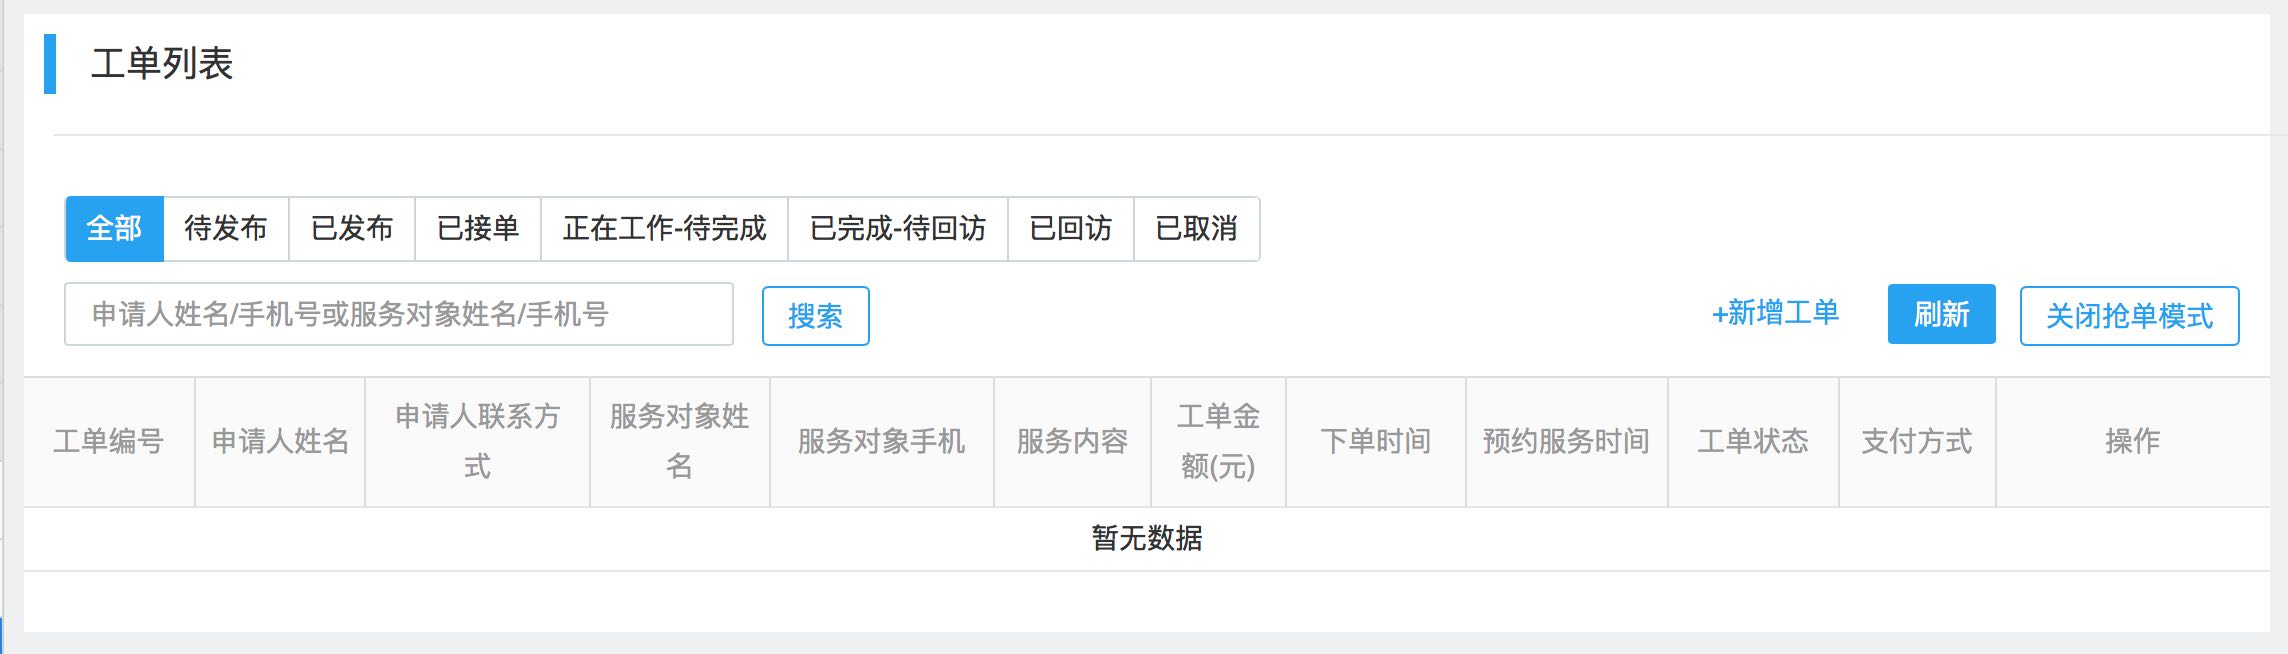 工单列表
全部 待发布 已发布 已接单 正在工作-待完成 已完成-待回访 已回访 已取消
申请人姓名/手机号或服务对象姓名/手机号 搜索 +新增工单 刷新 关闭抢单模式
工单编号 申请人姓名 申请人联系方式 服务对象姓名 服务对象手机 服务内容 工单金额(元) 下单时间 预约服务时间 工单状态 支付方式 操作
暂无数据